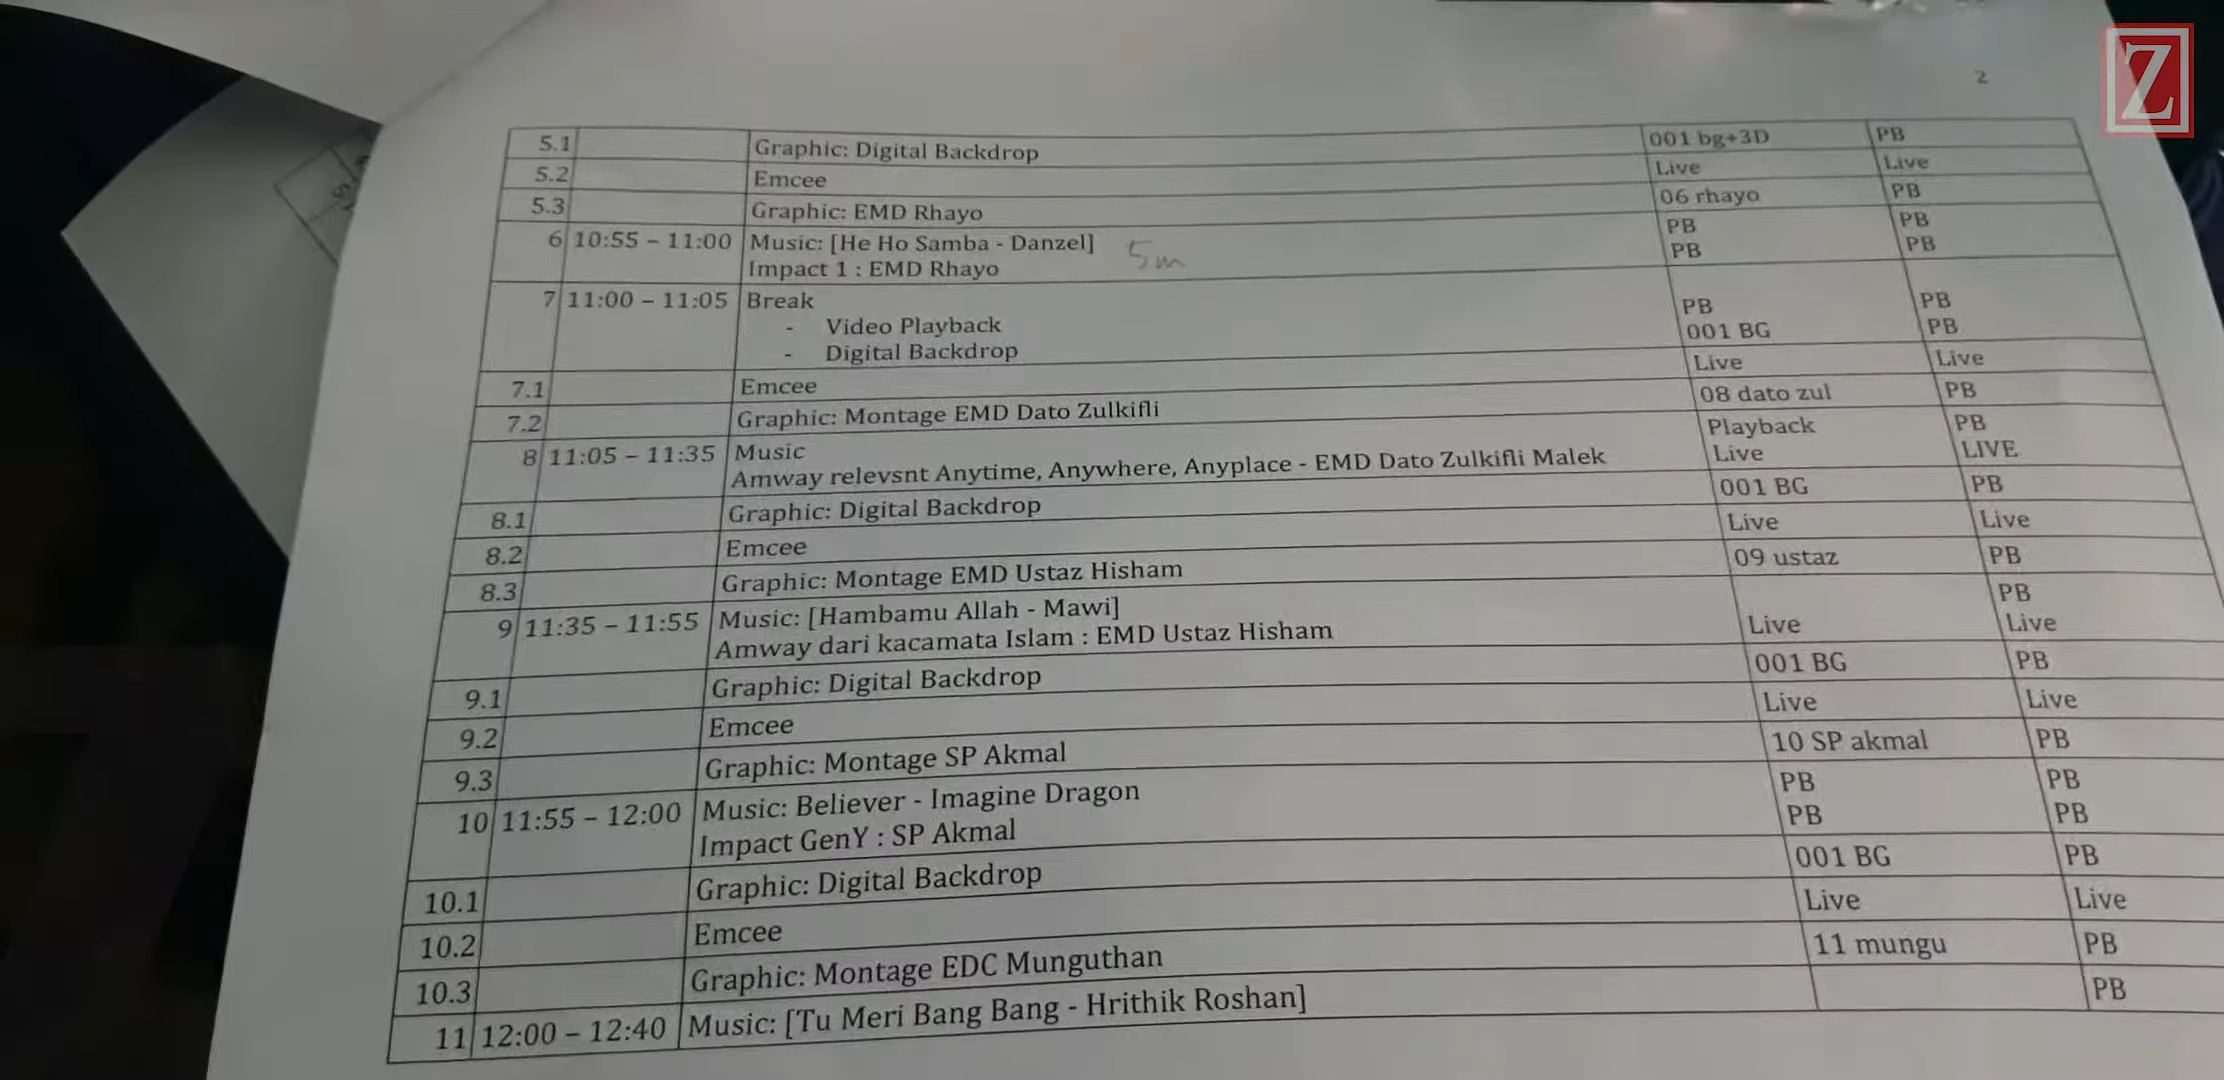 Z
2
5.1 Graphic: Digital Backdrop 001 bg+3D PB
5.2 Emcee Live Live
5.3 Graphic: EMD Rhayo 06 rhayo PB
6 10:55 – 11:00 Music: [He Ho Samba - Danzel] PB PB
Impact 1 : EMD Rhayo 5m PB PB
7 11:00 – 11:05 Break
- Video Playback PB PB
- Digital Backdrop 001 BG PB
7.1 Emcee Live Live
7.2 Graphic: Montage EMD Dato Zulkifli 08 dato zul PB
8 11:05 – 11:35 Music Playback PB
Amway relevsnt Anytime, Anywhere, Anyplace - EMD Dato Zulkifli Malek Live LIVE
8.1 Graphic: Digital Backdrop 001 BG PB
8.2 Emcee Live Live
8.3 Graphic: Montage EMD Ustaz Hisham 09 ustaz PB
9 11:35 – 11:55 Music: [Hambamu Allah - Mawi] PB
Amway dari kacamata Islam : EMD Ustaz Hisham Live Live
9.1 Graphic: Digital Backdrop 001 BG PB
9.2 Emcee Live Live
9.3 Graphic: Montage SP Akmal 10 SP akmal PB
10 11:55 – 12:00 Music: Believer - Imagine Dragon PB PB
Impact GenY : SP Akmal PB PB
10.1 Graphic: Digital Backdrop 001 BG PB
10.2 Emcee Live Live
10.3 Graphic: Montage EDC Munguthan 11 mungu PB
11 12:00 – 12:40 Music: [Tu Meri Bang Bang - Hrithik Roshan] PB